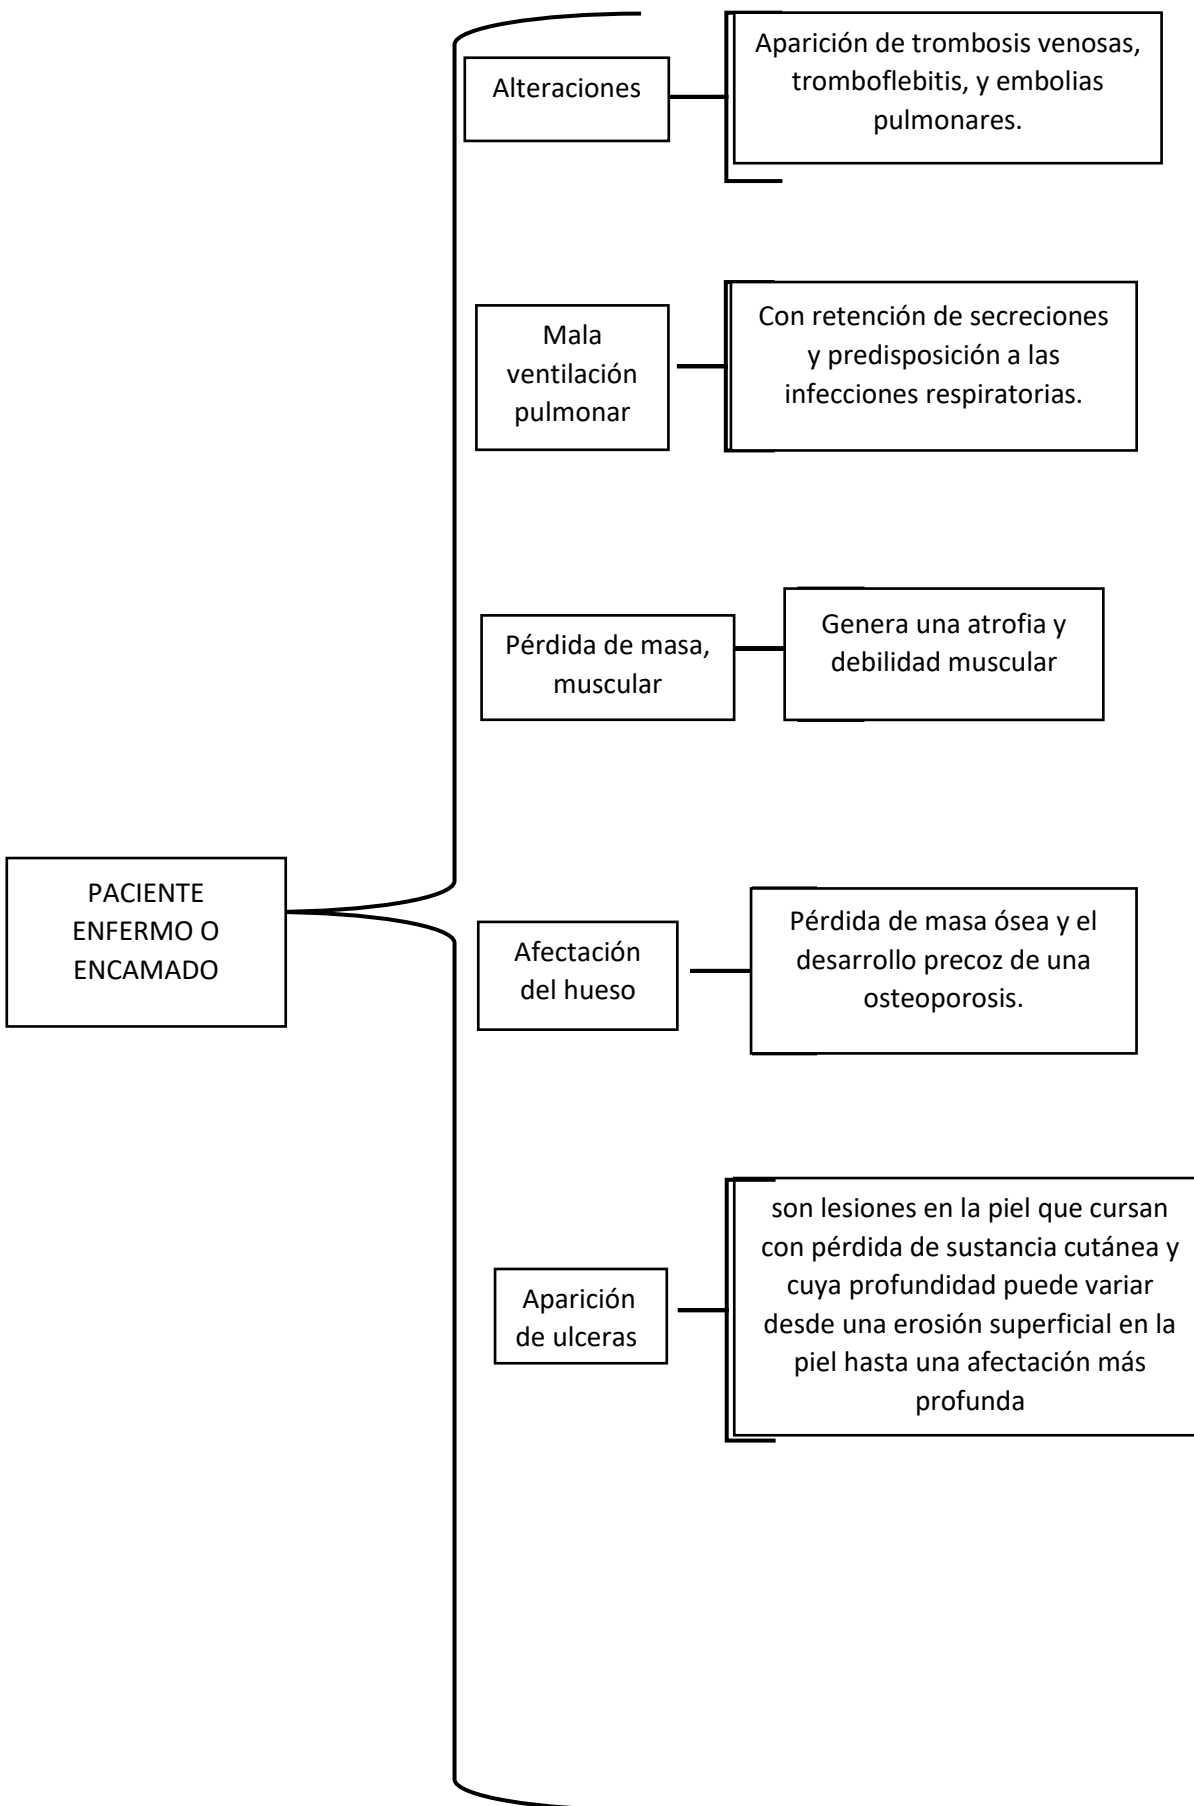 Alteraciones
Aparición de trombosis venosas,
tromboflebitis, y embolias
pulmonares.
Mala
ventilación
pulmonar
Con retención de secreciones
y predisposición a las
infecciones respiratorias.
Pérdida de masa,
muscular
Genera una atrofia y
debilidad muscular
PACIENTE
ENFERMO O
ENCAMADO
Afectación
del hueso
Pérdida de masa ósea y el
desarrollo precoz de una
osteoporosis.
Aparición
de ulceras
son lesiones en la piel que cursan
con pérdida de sustancia cutánea y
cuya profundidad puede variar
desde una erosión superficial en la
piel hasta una afectación más
profunda